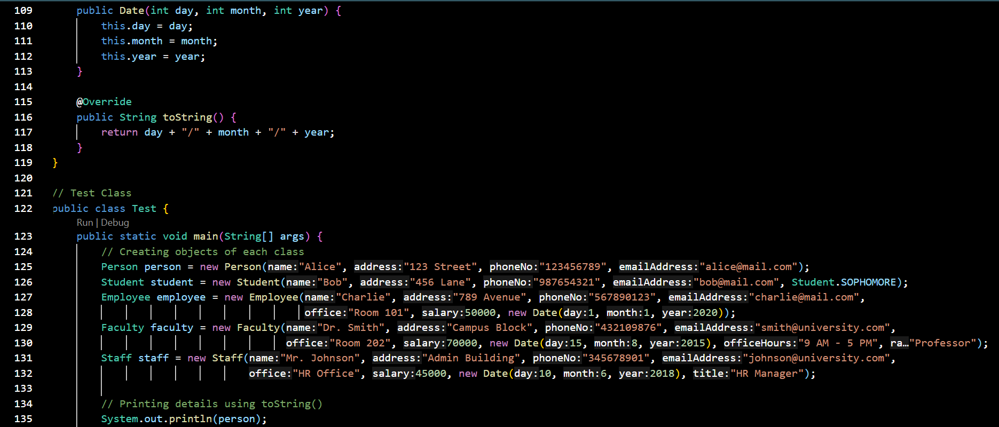 109 public Date(int day, int month, int year) {
110 this.day = day;
111 this.month = month;
112 this.year = year;
113 }
114
115 @Override
116 public String toString() {
117 return day + "/" + month + "/" + year;
118 }
119 }
120
121 // Test Class
122 public class Test {
Run | Debug
123 public static void main(String[] args) {
124 // Creating objects of each class
125 Person person = new Person(name:"Alice", address:"123 Street", phoneNo:"123456789", emailAddress:"alice@mail.com");
126 Student student = new Student(name:"Bob", address:"456 Lane", phoneNo:"987654321", emailAddress:"bob@mail.com", Student.SOPHOMORE);
127 Employee employee = new Employee(name:"Charlie", address:"789 Avenue", phoneNo:"567890123", emailAddress:"charlie@mail.com",
128 office:"Room 101", salary:50000, new Date(day:1, month:1, year:2020));
129 Faculty faculty = new Faculty(name:"Dr. Smith", address:"Campus Block", phoneNo:"432109876", emailAddress:"smith@university.com",
130 office:"Room 202", salary:70000, new Date(day:15, month:8, year:2015), officeHours:"9 AM - 5 PM", ra…"Professor");
131 Staff staff = new Staff(name:"Mr. Johnson", address:"Admin Building", phoneNo:"345678901", emailAddress:"johnson@university.com",
132 office:"HR Office", salary:45000, new Date(day:10, month:6, year:2018), title:"HR Manager");
133
134 // Printing details using toString()
135 System.out.println(person);